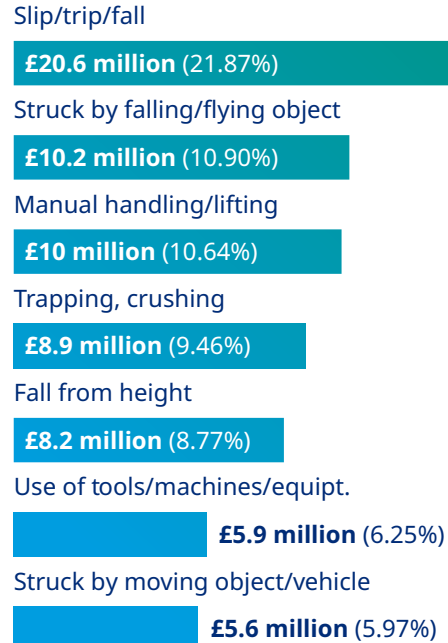 Slip/trip/fall
£20.6 million (21.87%)
Struck by falling/flying object
£10.2 million (10.90%)
Manual handling/lifting
£10 million (10.64%)
Trapping, crushing
£8.9 million (9.46%)
Fall from height
£8.2 million (8.77%)
Use of tools/machines/equipt.
£5.9 million (6.25%)
Struck by moving object/vehicle
£5.6 million (5.97%)